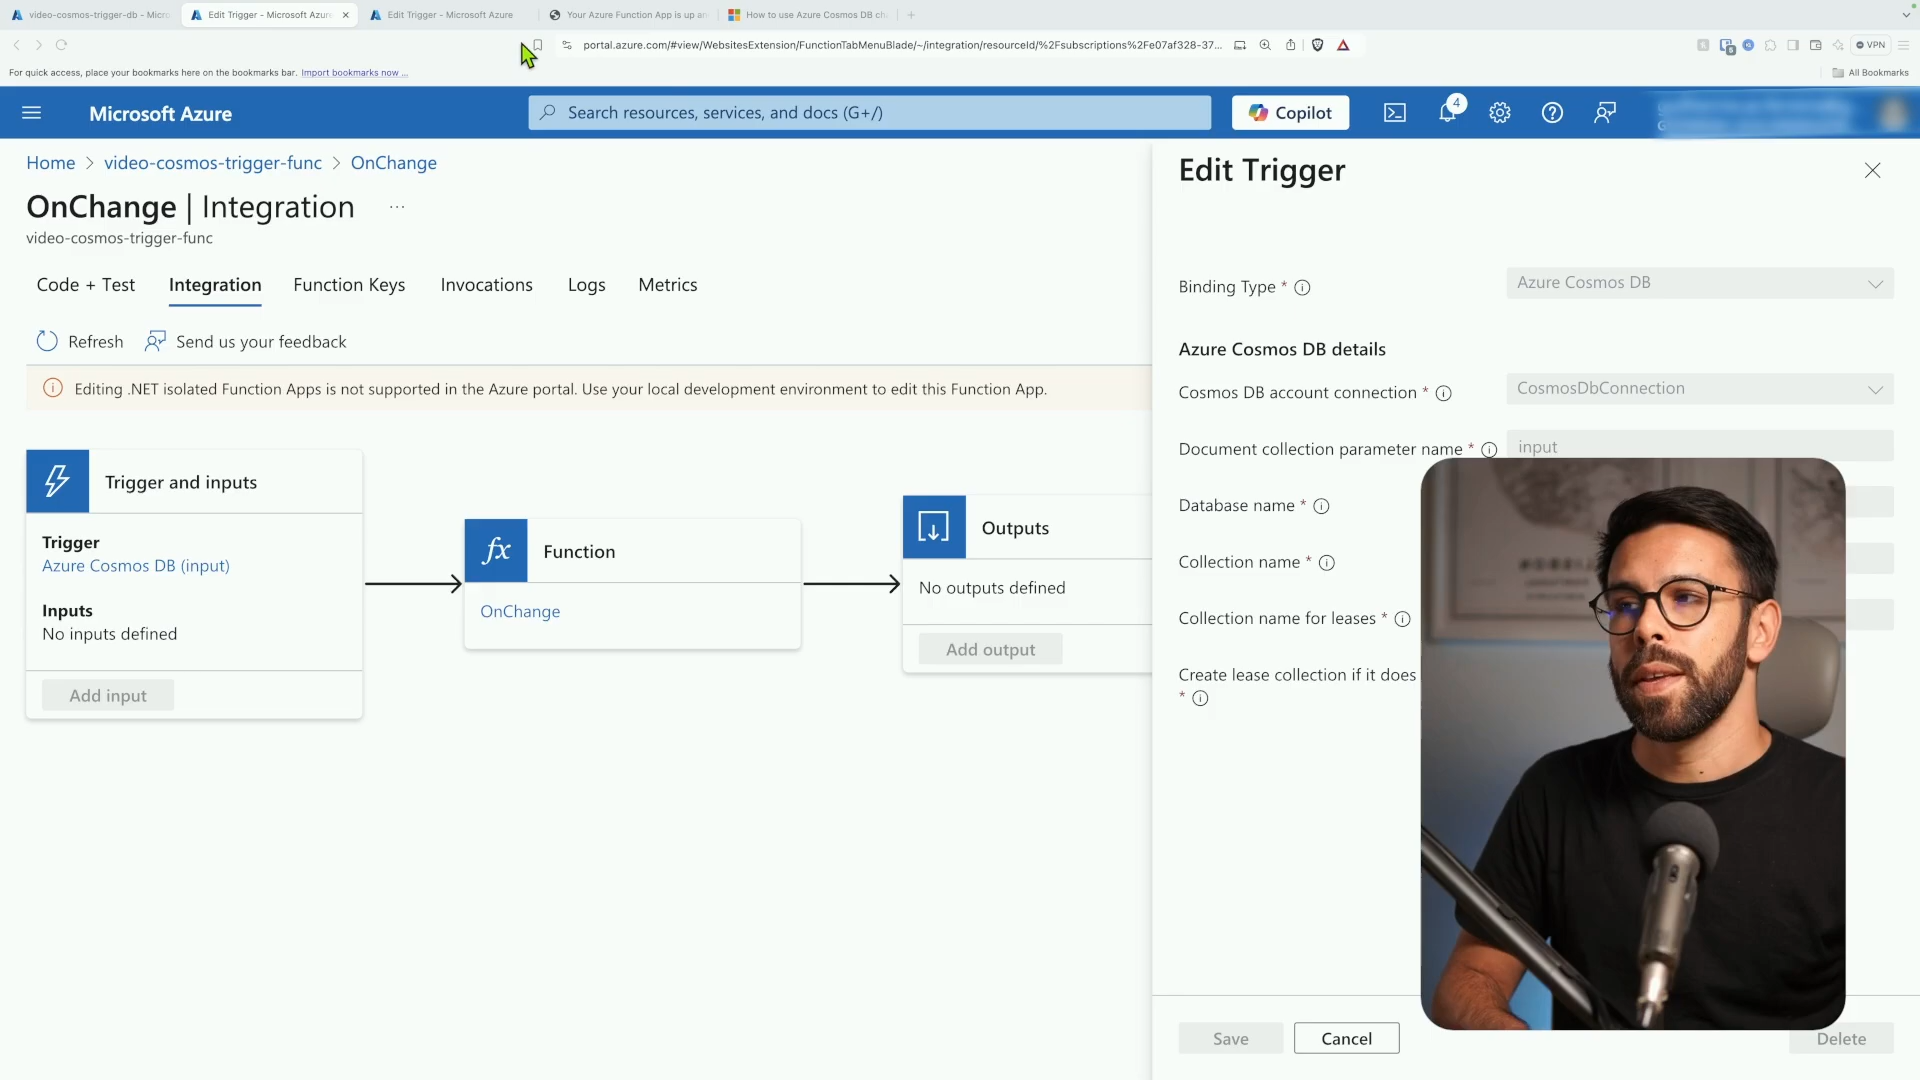 video-cosmos-trigger-db - Micro
Edit Trigger - Microsoft Azure
Edit Trigger - Microsoft Azure
Your Azure Function App is up an
How to use Azure Cosmos DB ch
portal.azure.com/#view/WebsitesExtension/FunctionTabMenuBlade/~/integration/resourceId/%2Fsubscriptions%2Fe07af328-37...
VPN
For quick access, place your bookmarks here on the bookmarks bar. Import bookmarks now ...
All Bookmarks
Microsoft Azure
Search resources, services, and docs (G+/)
Copilot
4
Home > video-cosmos-trigger-func > OnChange
OnChange | Integration ...
video-cosmos-trigger-func
Code + Test
Integration
Function Keys
Invocations
Logs
Metrics
Refresh
Send us your feedback
Editing .NET isolated Function Apps is not supported in the Azure portal. Use your local development environment to edit this Function App.
Trigger and inputs
Trigger
Azure Cosmos DB (input)
Inputs
No inputs defined
Add input
fx
Function
OnChange
Outputs
No outputs defined
Add output
Edit Trigger
Binding Type *
Azure Cosmos DB
Azure Cosmos DB details
Cosmos DB account connection *
CosmosDbConnection
Document collection parameter name *
input
Database name *
Collection name *
Collection name for leases *
Create lease collection if it does
*
Save
Cancel
Delete